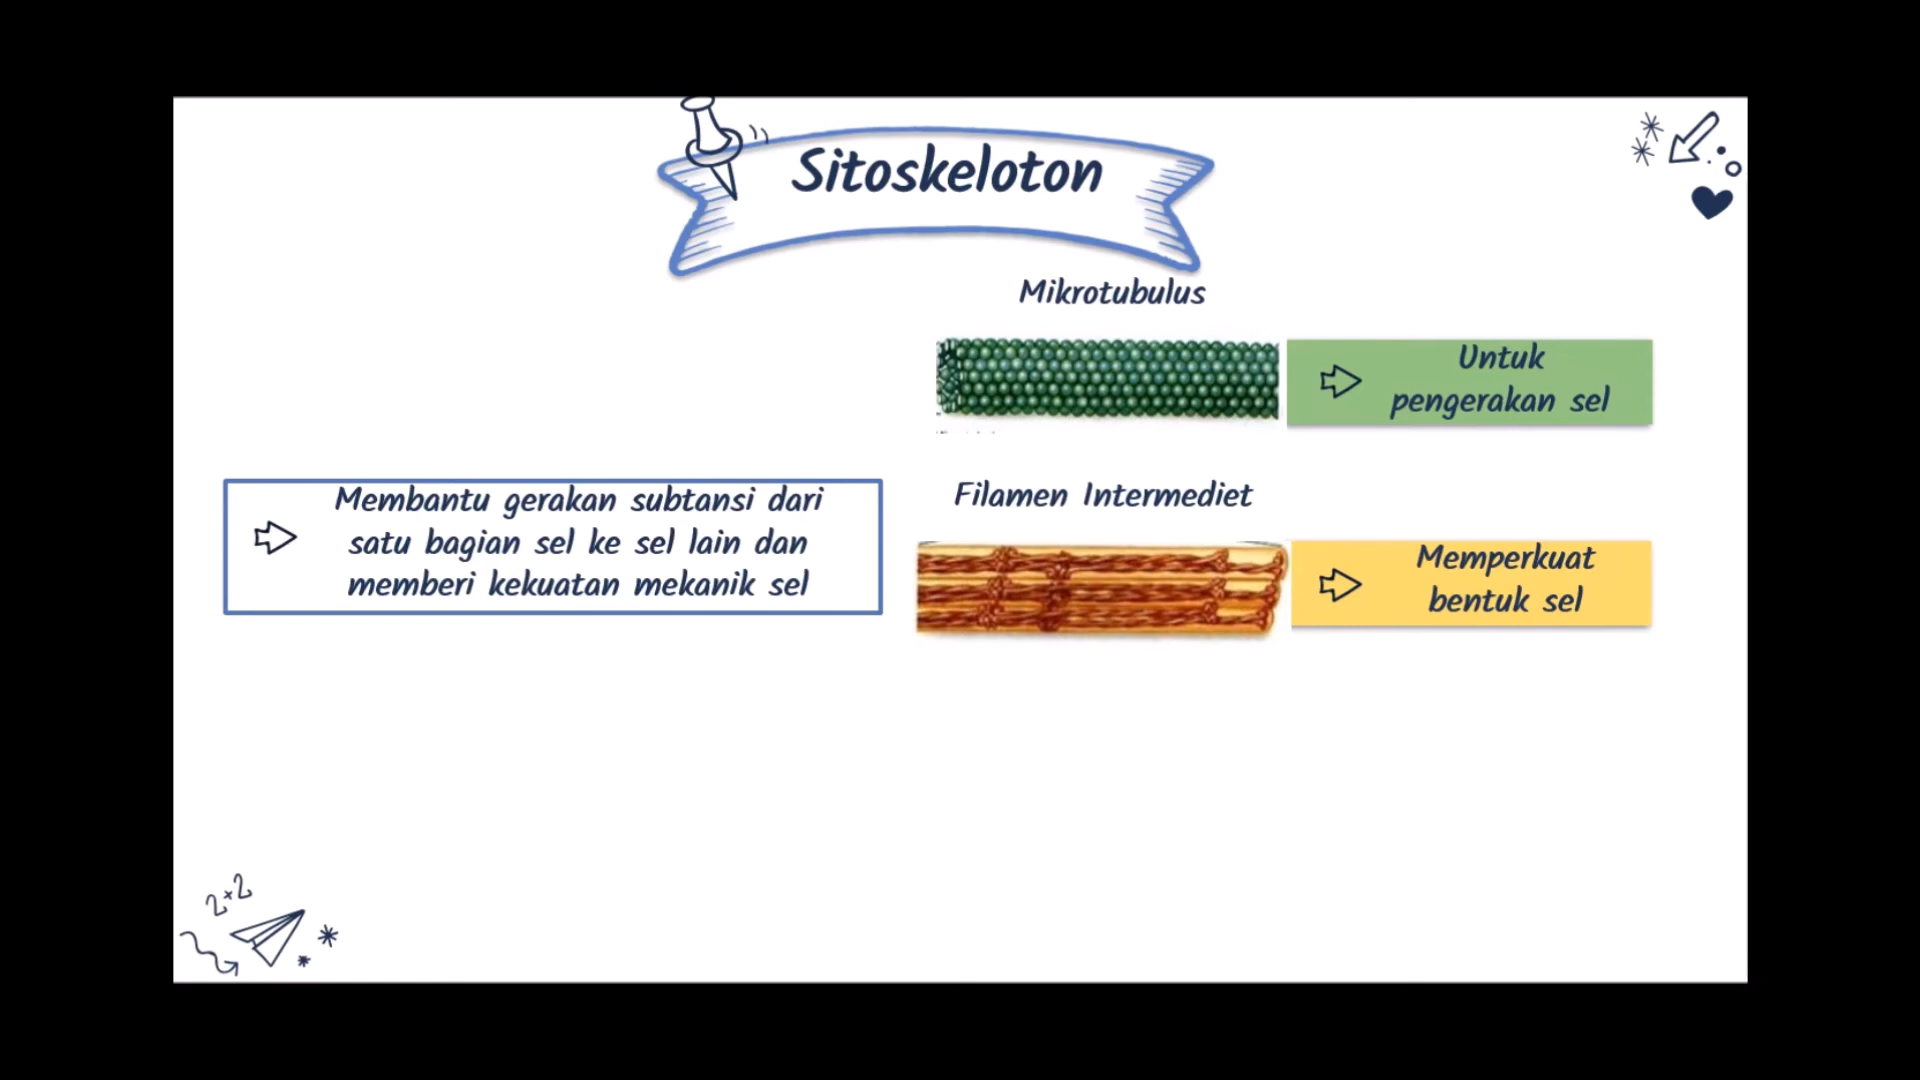 Sitoskeloton
Mikrotubulus
Untuk
pengerakan sel
Membantu gerakan subtansi dari
satu bagian sel ke sel lain dan
memberi kekuatan mekanik sel
Filamen Intermediet
Memperkuat
bentuk sel
2×2